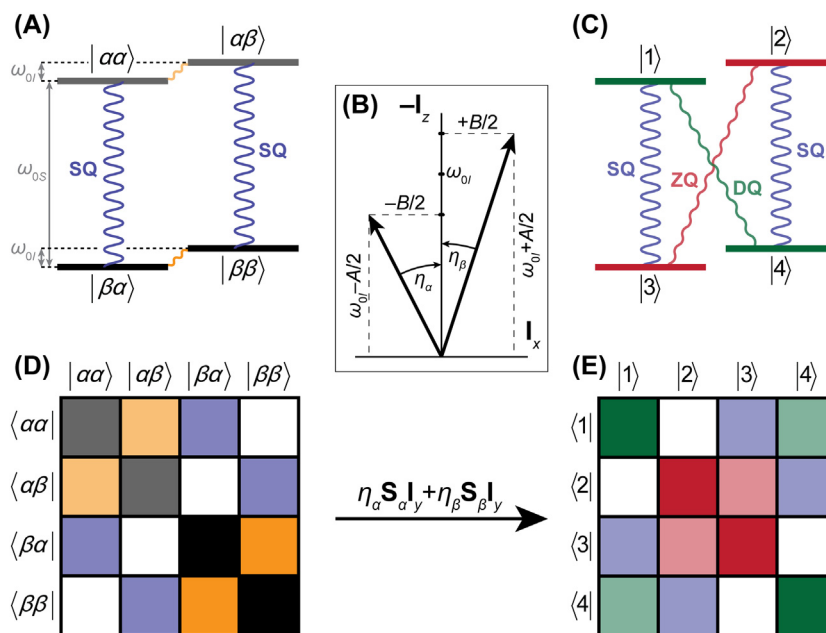 (A)
|αα⟩
|αβ⟩
ω0I
ω0S
SQ
SQ
ω0I
|βα⟩
|ββ⟩
(B)
–Iz
+B/2
ω0I
–B/2
ηα
ηβ
ω0I–A/2
ω0I+A/2
Ix
(C)
|1⟩
|2⟩
SQ
ZQ
DQ
SQ
|3⟩
|4⟩
(D)
|αα⟩ |αβ⟩ |βα⟩ |ββ⟩
⟨αα|
⟨αβ|
⟨βα|
⟨ββ|
ηαSαIy+ηβSβIy
(E)
|1⟩ |2⟩ |3⟩ |4⟩
⟨1|
⟨2|
⟨3|
⟨4|